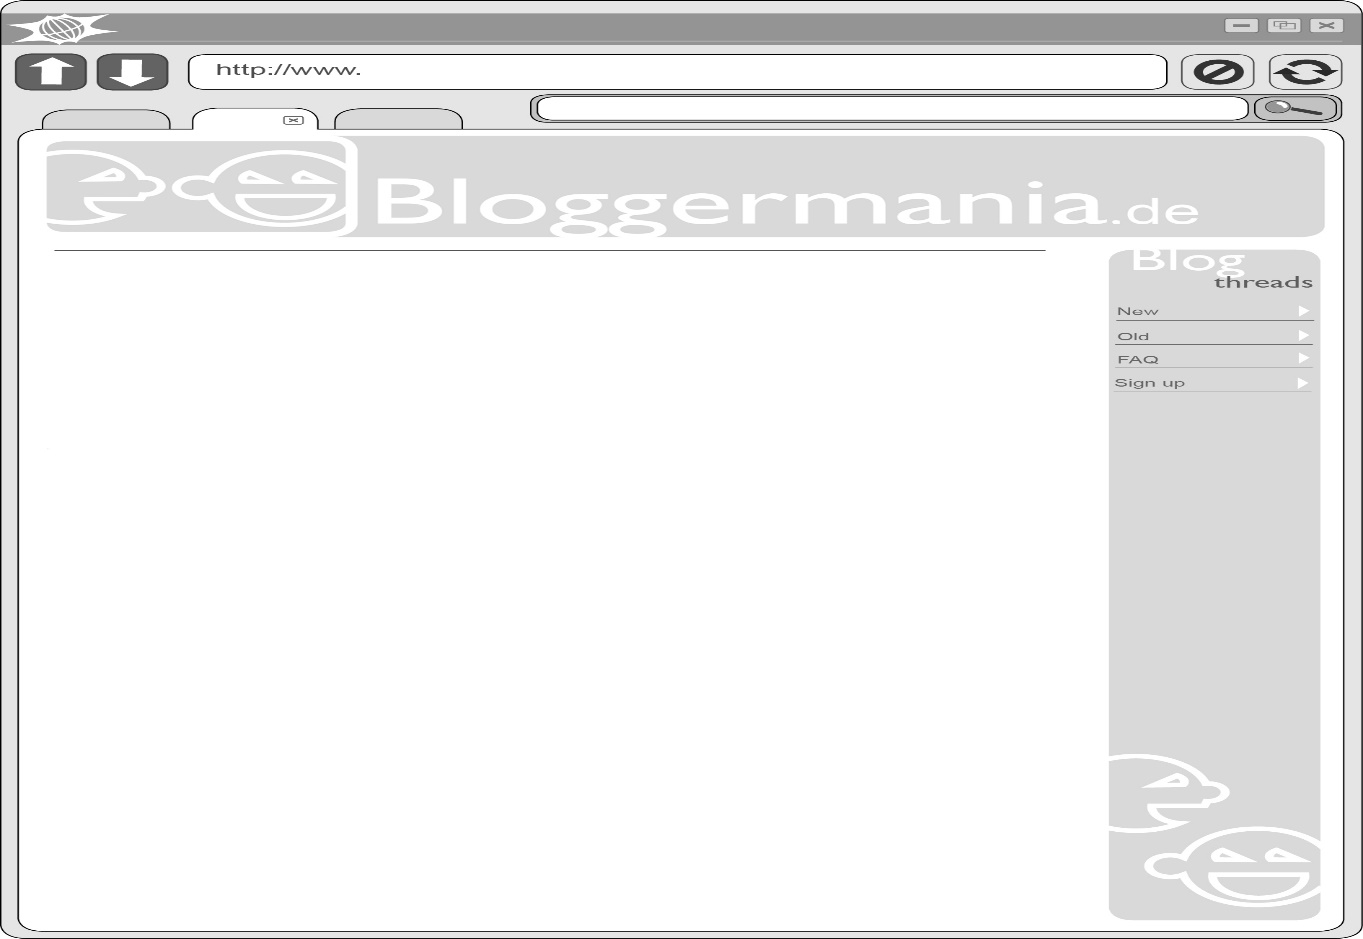 http://www.
Bloggermania.de
Blog
threads
New
Old
FAQ
Sign up